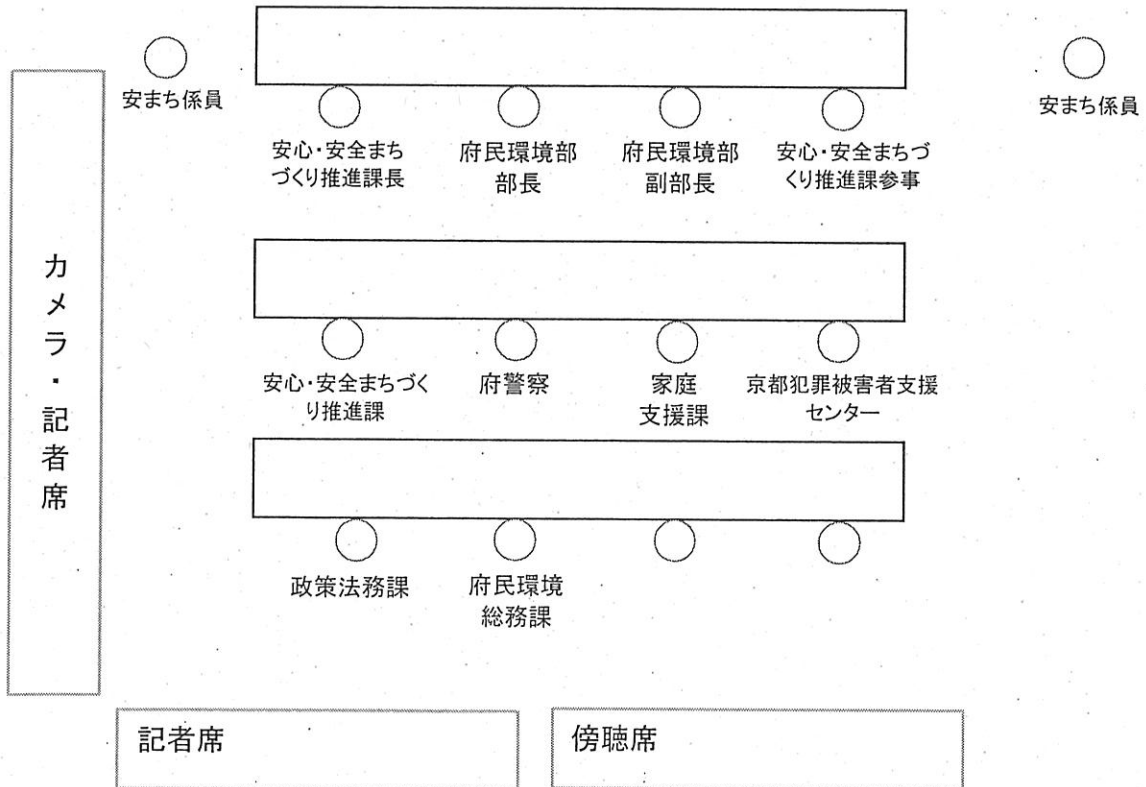 安まち係員
安まち係員
安心・安全まち
づくり推進課長
府民環境部
部長
府民環境部
副部長
安心・安全まちづ
くり推進課参事
カメラ・記者席
安心・安全まちづく
り推進課
府警察
家庭
支援課
京都犯罪被害者支援
センター
政策法務課
府民環境
総務課
記者席
傍聴席